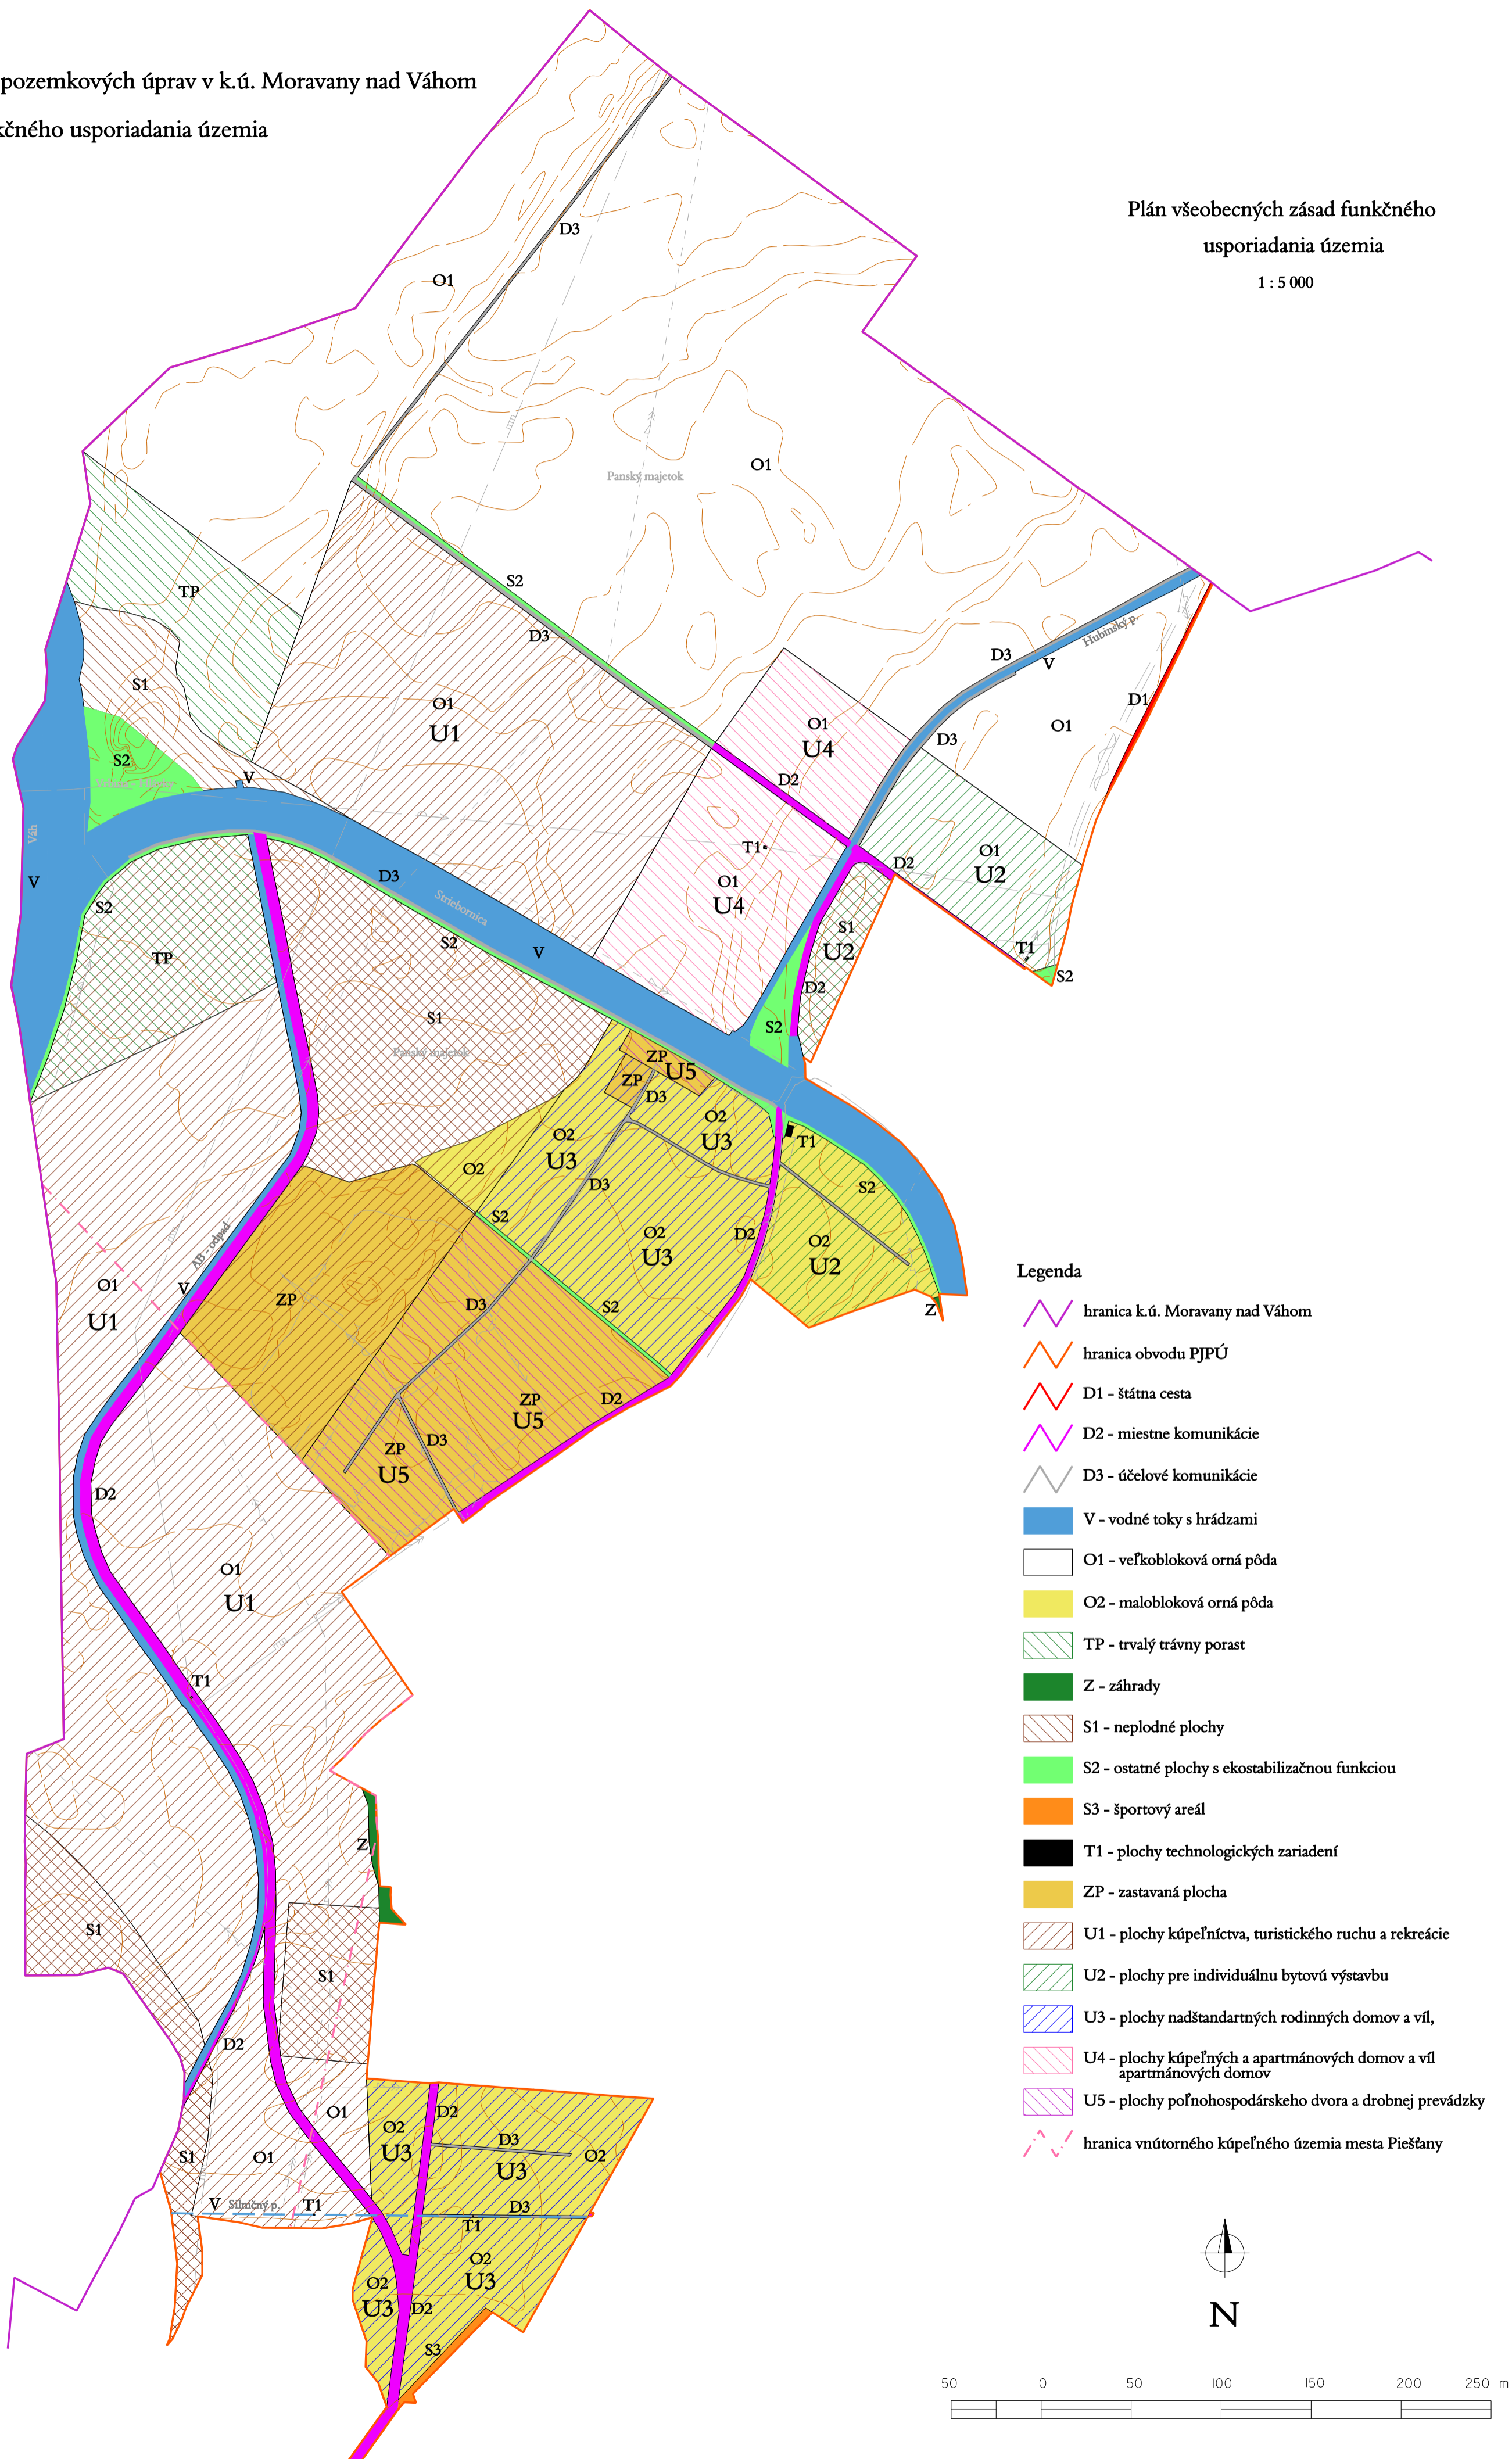 pozemkových úprav v k.ú. Moravany nad Váhom
kčného usporiadania územia
Plán všeobecných zásad funkčného
usporiadania územia
1 : 5 000
D3
O1
O1
Panský majetok
TP
S2
D3
S1
O1
U1
D3
V
Hubinský p.
D1
O1
O1
U4
D3
S2
V
D2
T1
O1
U4
D2
O1
U2
Váh
V
D3
Striebornica
S2
S2
V
TP
S1
U2
T1
S2
D2
S1
S2
Panský majetok
ZP
U5
ZP
D3
O2
U3
T1
O2
U3
O2
D3
S2
S2
O2
U3
D2
O2
U2
AB - odpad
V
O1
U1
ZP
D3
S2
Z
ZP
U5
D2
D3
ZP
U5
D2
O1
U1
T1
Z
S1
S1
D2
O1
O2
U3
D2
D3
U3
O2
S1
O1
V
Silničný p.
T1
D3
T1
O2
U3
O2
U3
D2
S3
Legenda
hranica k.ú. Moravany nad Váhom
hranica obvodu PJPÚ
D1 - štátna cesta
D2 - miestne komunikácie
D3 - účelové komunikácie
V - vodné toky s hrádzami
O1 - veľkobloková orná pôda
O2 - malobloková orná pôda
TP - trvalý trávny porast
Z - záhrady
S1 - neplodné plochy
S2 - ostatné plochy s ekostabilizačnou funkciou
S3 - športový areál
T1 - plochy technologických zariadení
ZP - zastavaná plocha
U1 - plochy kúpeľníctva, turistického ruchu a rekreácie
U2 - plochy pre individuálnu bytovú výstavbu
U3 - plochy nadštandartných rodinných domov a víl,
U4 - plochy kúpeľných a apartmánových domov a víl
apartmánových domov
U5 - plochy poľnohospodárskeho dvora a drobnej prevádzky
hranica vnútorného kúpeľného územia mesta Piešťany
N
50 0 50 100 150 200 250 m